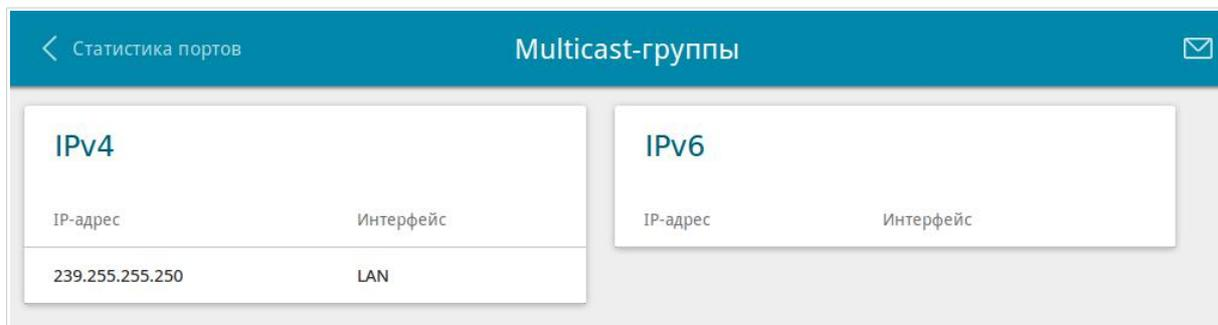 Статистика портов
Multicast-группы
IPv4
IP-адрес Интерфейс
239.255.255.250 LAN
IPv6
IP-адрес Интерфейс